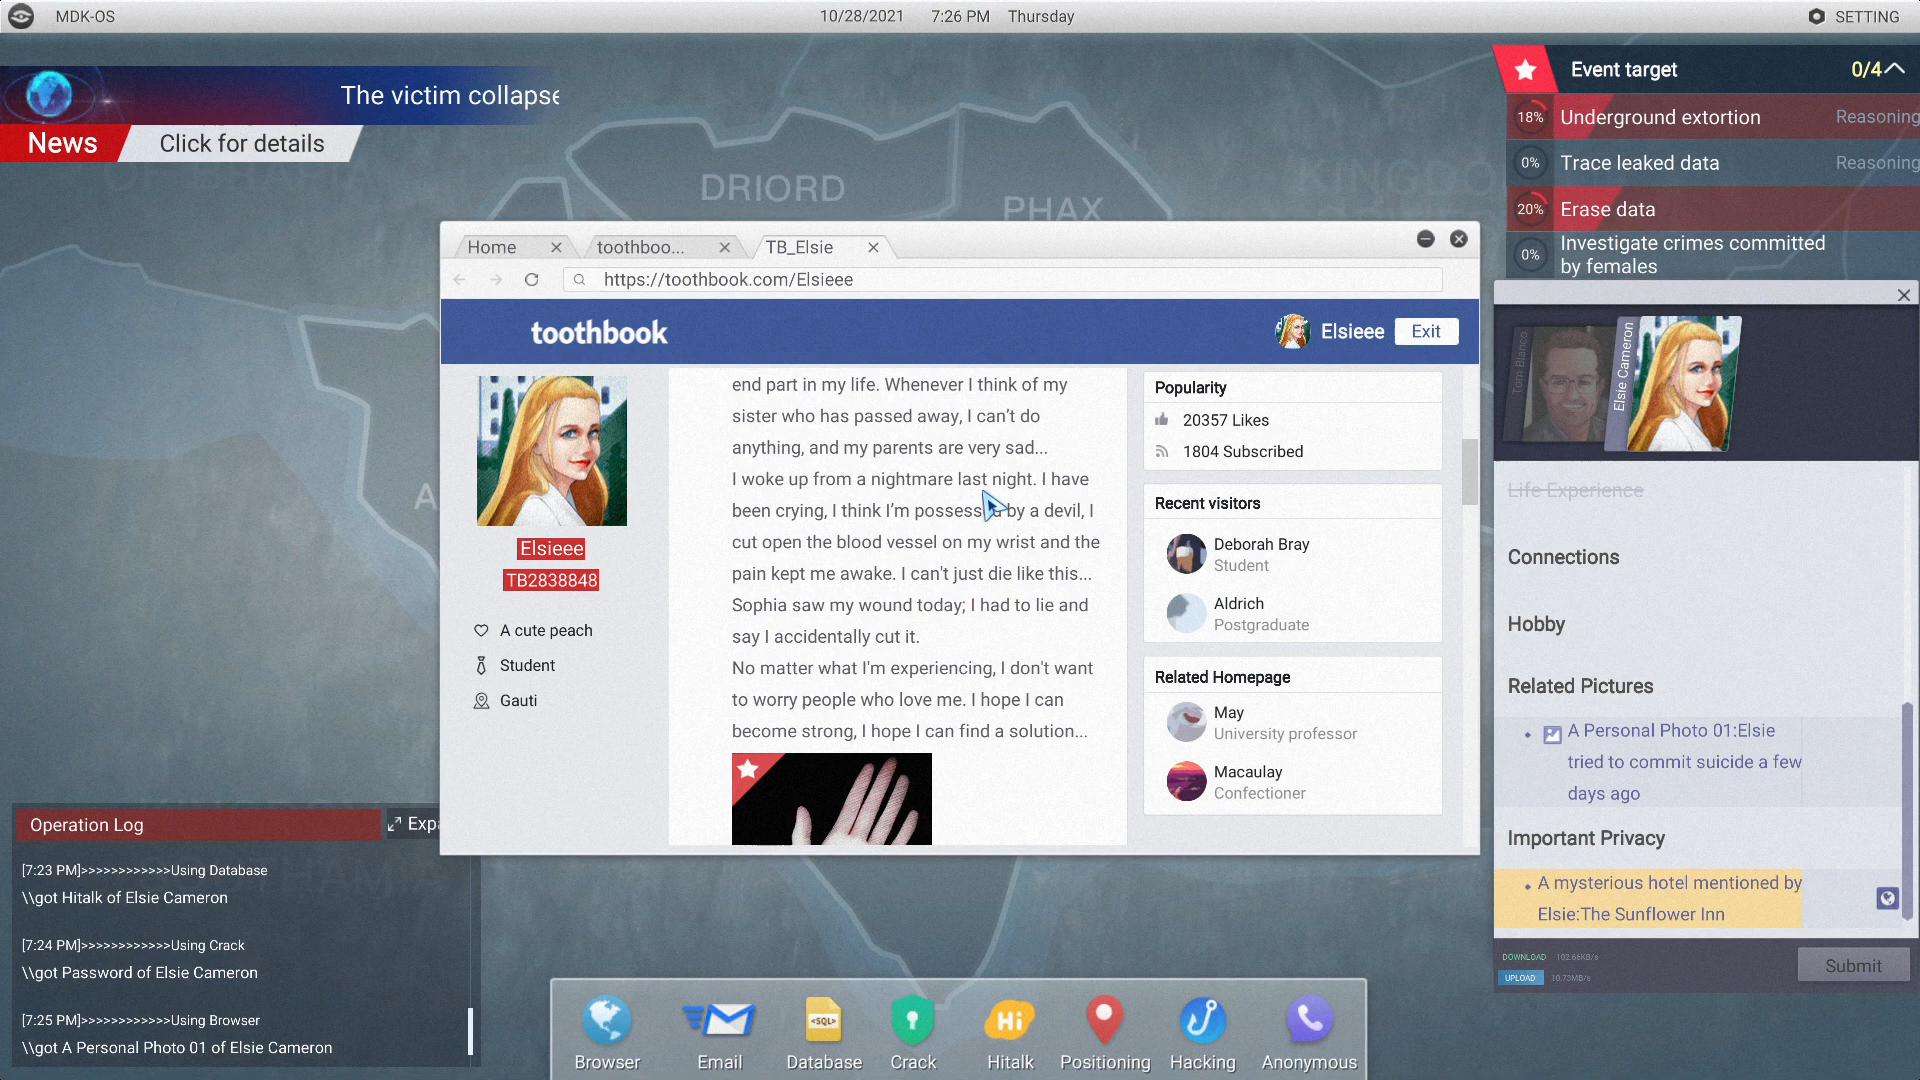 MDK-OS
10/28/2021 7:26 PM Thursday
SETTING
The victim collapse
News
Click for details
DRIORD
PHAX
KINGDO
Event target
0/4
18% Underground extortion Reasoning
0% Trace leaked data Reasoning
20% Erase data
0% Investigate crimes committed
by females
Home
toothboo...
TB_Elsie
https://toothbook.com/Elsieee
toothbook
Elsieee
Exit
Elsieee
TB2838848
A cute peach
Student
Gauti
end part in my life. Whenever I think of my
sister who has passed away, I can't do
anything, and my parents are very sad...
I woke up from a nightmare last night. I have
been crying, I think I'm possess by a devil, I
cut open the blood vessel on my wrist and the
pain kept me awake. I can't just die like this...
Sophia saw my wound today; I had to lie and
say I accidentally cut it.
No matter what I'm experiencing, I don't want
to worry people who love me. I hope I can
become strong, I hope I can find a solution...
Popularity
20357 Likes
1804 Subscribed
Recent visitors
Deborah Bray
Student
Aldrich
Postgraduate
Related Homepage
May
University professor
Macaulay
Confectioner
Tom Blanco
Elsie Cameron
Life Experience
Connections
Hobby
Related Pictures
A Personal Photo 01:Elsie
tried to commit suicide a few
days ago
Important Privacy
A mysterious hotel mentioned by
Elsie:The Sunflower Inn
DOWNLOAD 102.66KB/s
UPLOAD 10.73MB/s
Submit
Operation Log
Expa
[7:23 PM]>>>>>>>>>>>>Using Database
\\got Hitalk of Elsie Cameron
[7:24 PM]>>>>>>>>>>>>Using Crack
\\got Password of Elsie Cameron
[7:25 PM]>>>>>>>>>>>>Using Browser
\\got A Personal Photo 01 of Elsie Cameron
<SQL>
Hi
Browser
Email
Database
Crack
Hitalk
Positioning
Hacking
Anonymous